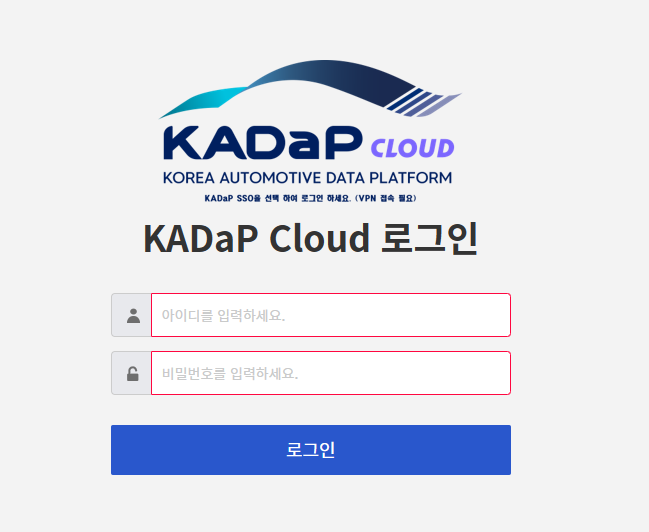 KADaP CLOUD
KOREA AUTOMOTIVE DATA PLATFORM
KADaP SSO을 선택 하여 로그인 하세요. (VPN 접속 필요)
KADaP Cloud 로그인
아이디를 입력하세요.
비밀번호를 입력하세요.
로그인